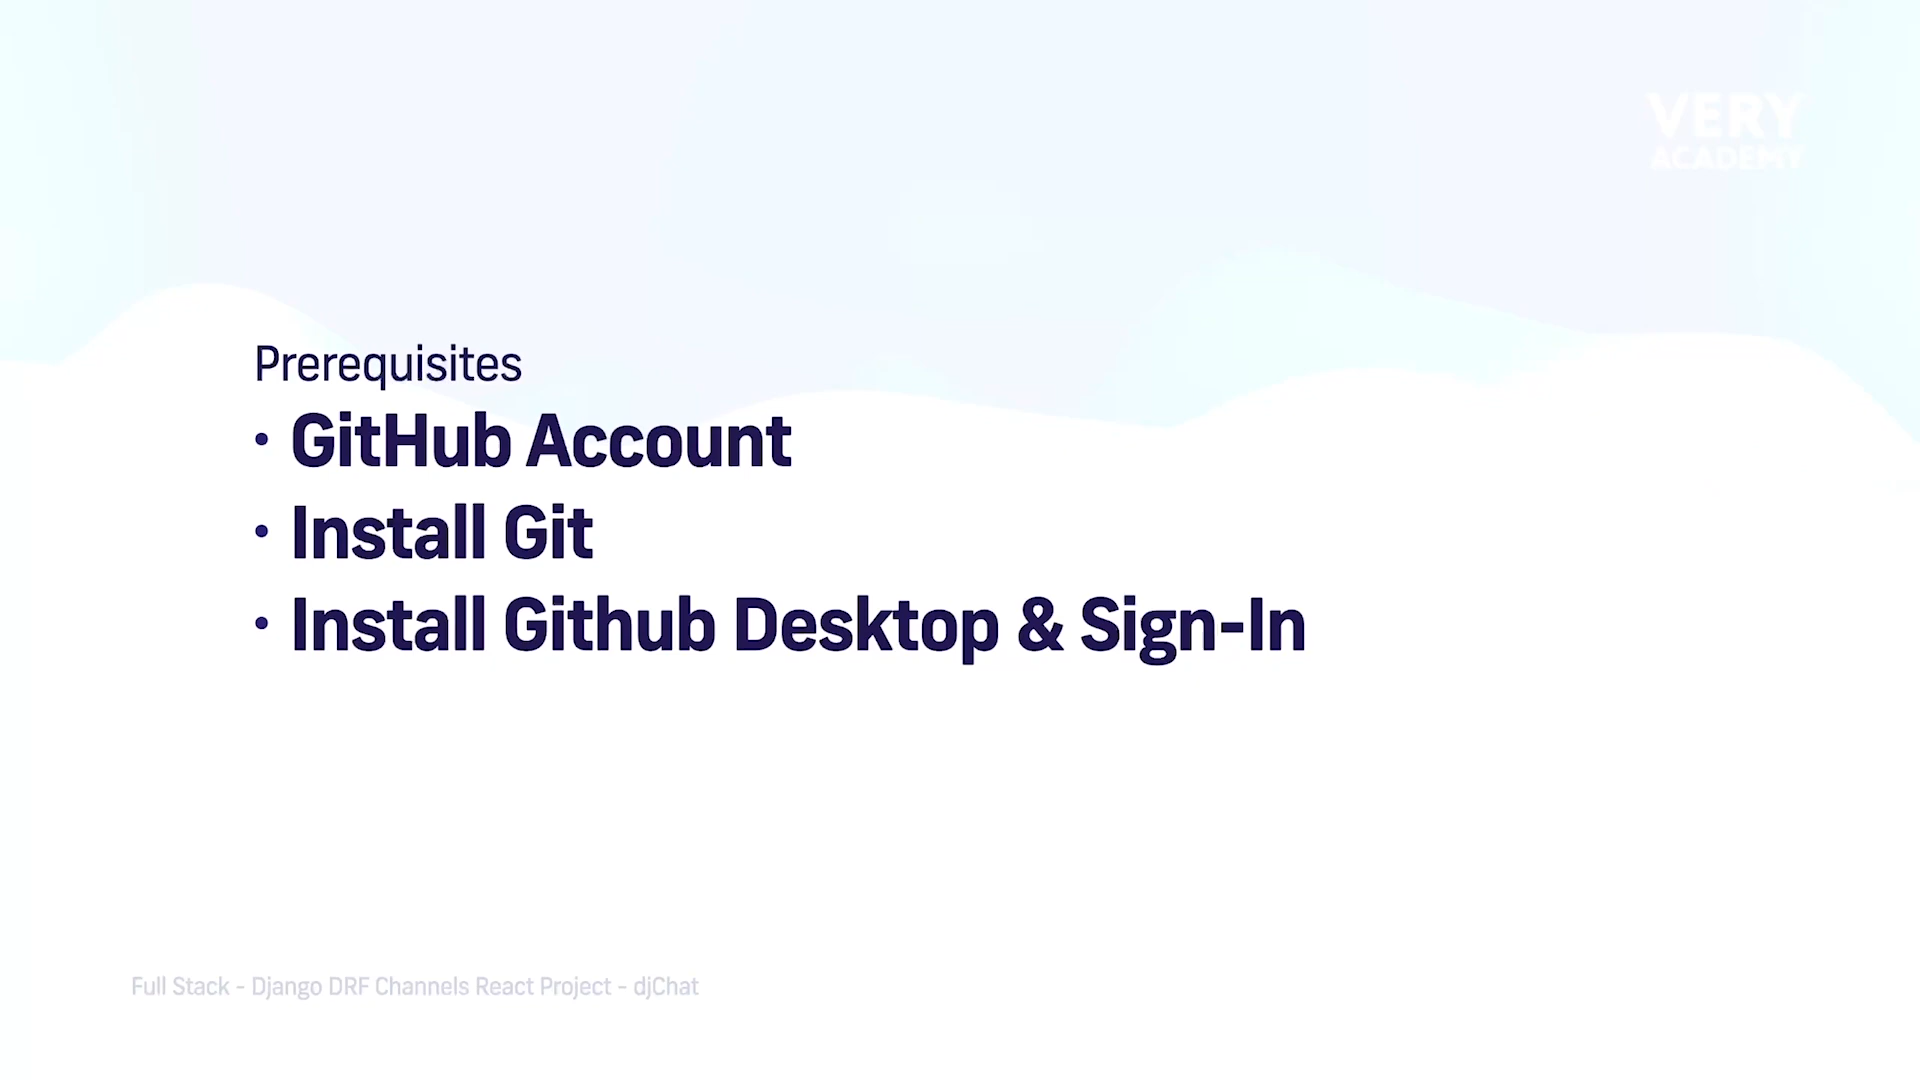 VERY
ACADEMY
Prerequisites
• GitHub Account
• Install Git
• Install Github Desktop & Sign-In
Full Stack - Django DRF Channels React Project - djChat